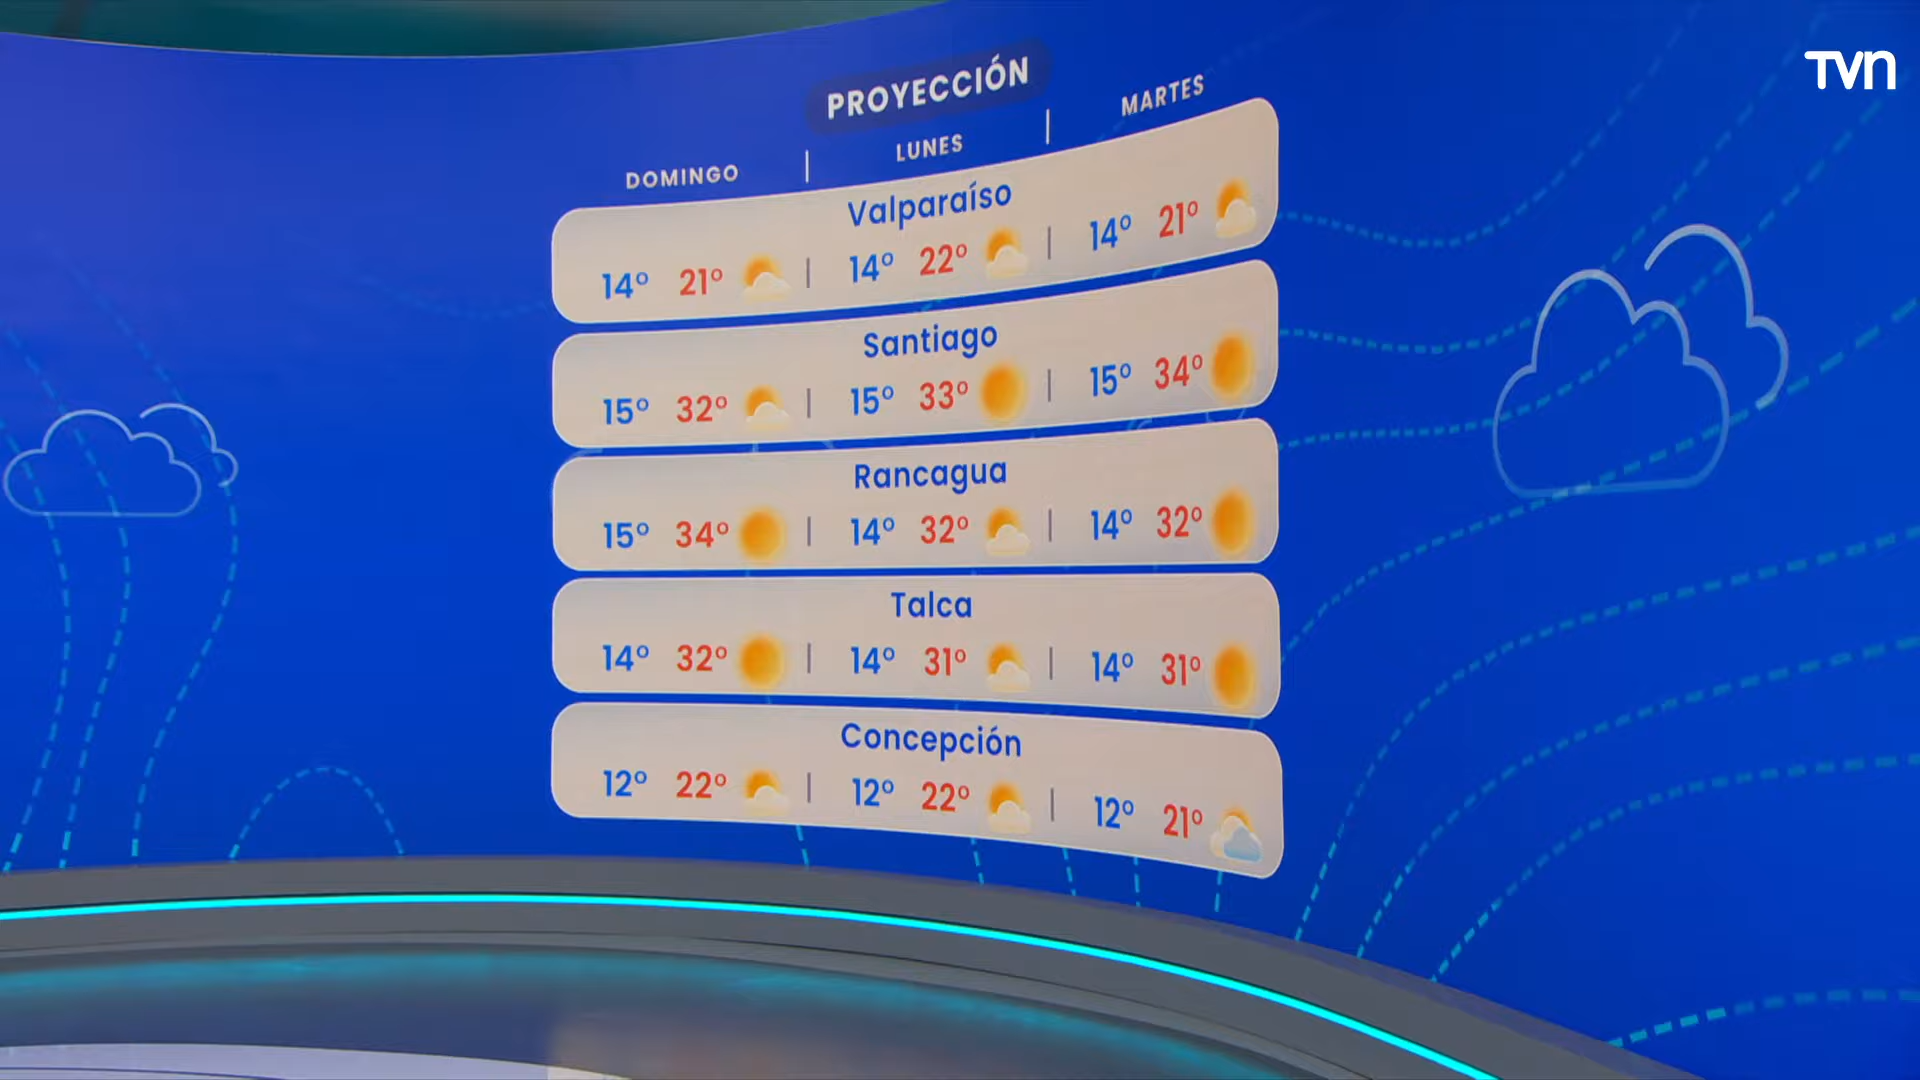 TVN
PROYECCIÓN
DOMINGO | LUNES | MARTES
Valparaíso
14° 21° | 14° 22° | 14° 21°
Santiago
15° 32° | 15° 33° | 15° 34°
Rancagua
15° 34° | 14° 32° | 14° 32°
Talca
14° 32° | 14° 31° | 14° 31°
Concepción
12° 22° | 12° 22° | 12° 21°